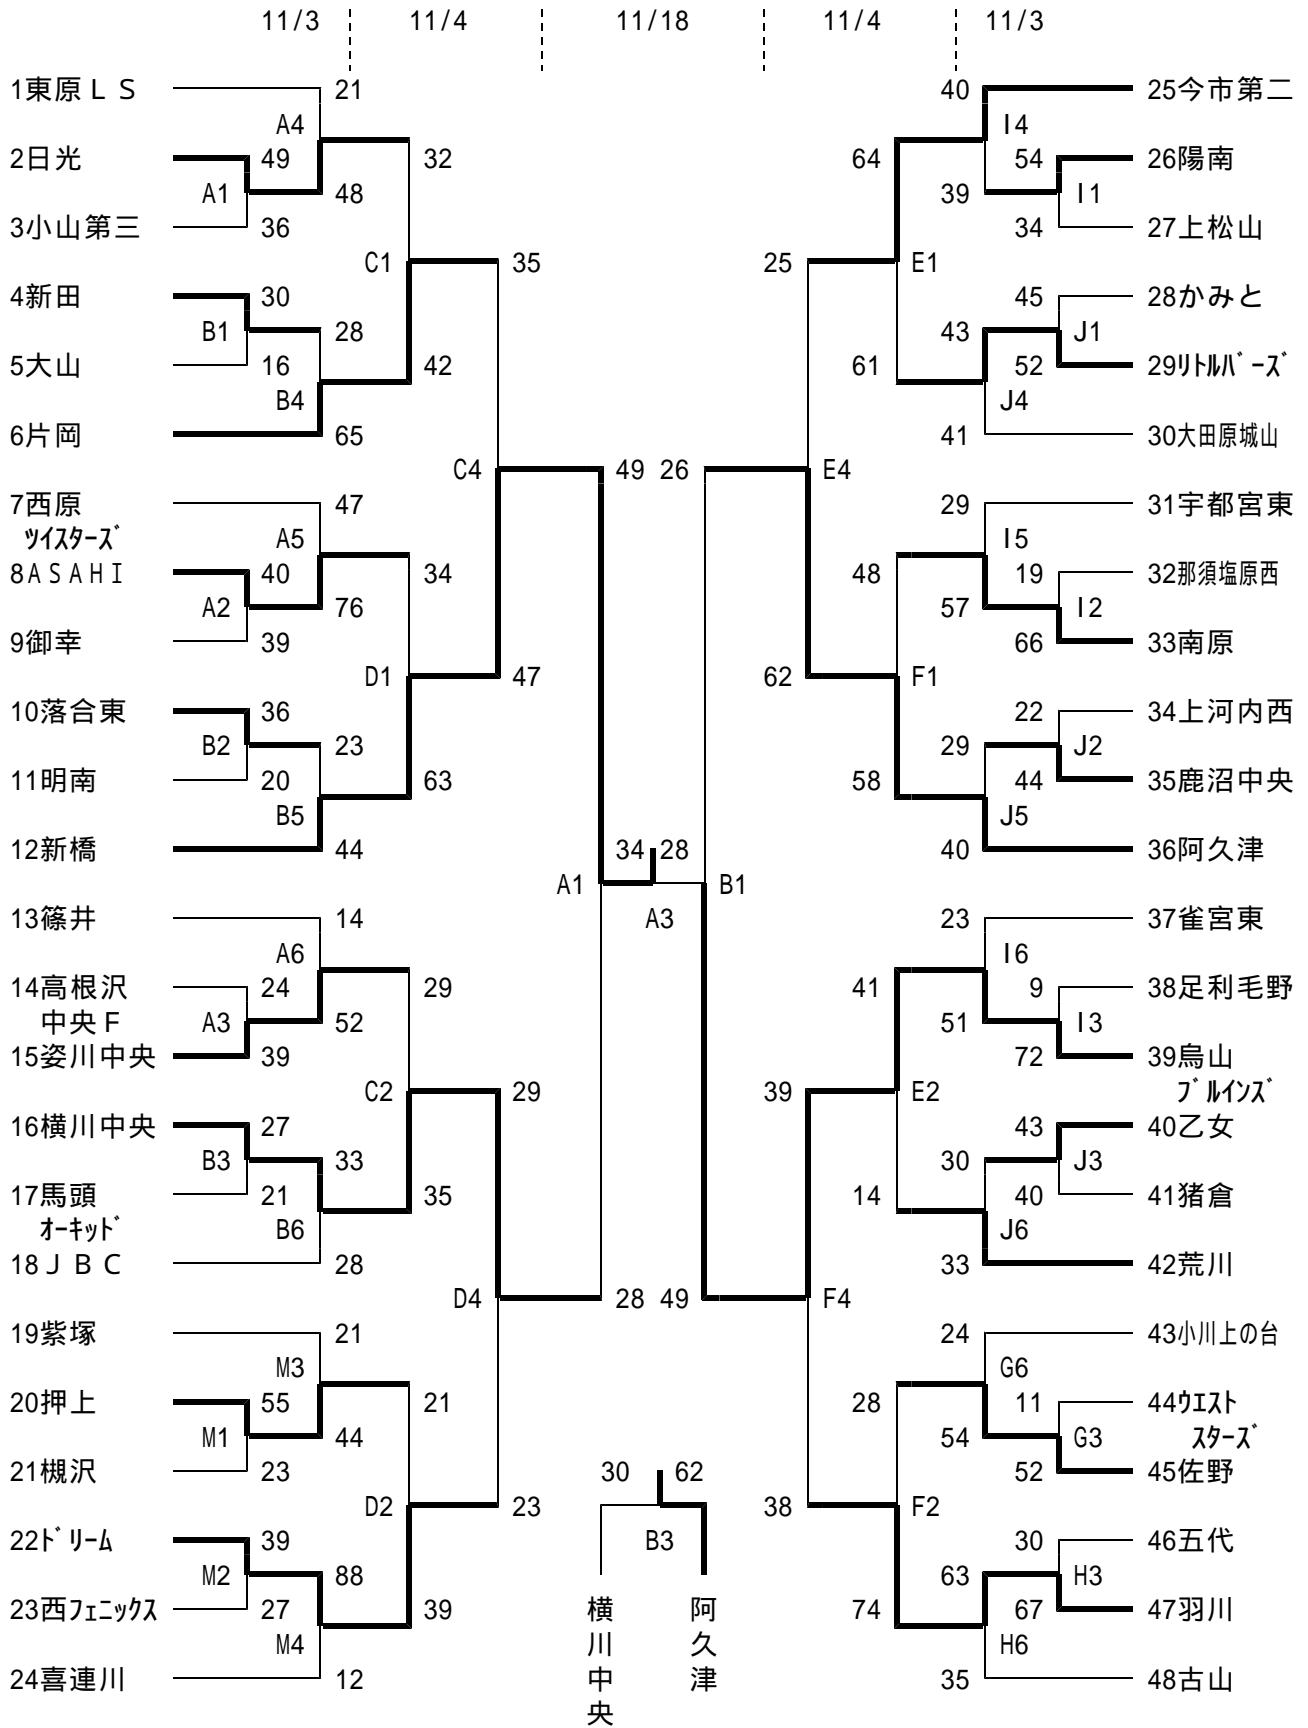 11/3 11/4 11/18 11/4 11/3
1東原ＬＳ 21 40 25今市第二
A4 I4
2日光 49 32 64 54 26陽南
A1 48 39 I1
3小山第三 36 34 27上松山
C1 35 25 E1
4新田 30 45 28かみと
B1 28 43 J1
5大山 16 42 61 52 29ﾘﾄﾙﾊﾞｰｽﾞ
B4 J4
6片岡 65 41 30大田原城山
C4 49 26 E4
7西原 47 29 31宇都宮東
ﾂｲｽﾀｰｽﾞ A5 I5
8ＡＳＡＨＩ 40 34 48 19 32那須塩原西
A2 76 57 I2
9御幸 39 66 33南原
D1 47 62 F1
10落合東 36 22 34上河内西
B2 23 29 J2
11明南 20 63 58 44 35鹿沼中央
B5 J5
12新橋 44 34 28 40 36阿久津
A1 B1
13篠井 14 A3 23 37雀宮東
A6 I6
14高根沢 24 29 41 9 38足利毛野
中央Ｆ A3 52 51 I3
15姿川中央 39 72 39烏山
C2 29 39 E2 ﾌﾞﾙｲﾝｽﾞ
16横川中央 27 43 40乙女
B3 33 30 J3
17馬頭 21 35 14 40 41猪倉
ｵｰｷｯﾄﾞ B6 J6
18ＪＢＣ 28 33 42荒川
D4 28 49 F4
19紫塚 21 24 43小川上の台
M3 G6
20押上 55 21 28 11 44ｳｴｽﾄ
M1 44 54 G3 ｽﾀｰｽﾞ
21槻沢 23 30 62 52 45佐野
D2 23 38 F2
22ﾄﾞﾘｰﾑ 39 B3 30 46五代
M2 88 63 H3
23西ﾌｪﾆｯｸｽ 27 39 横川中央 阿久津 74 67 47羽川
M4 H6
24喜連川 12 35 48古山